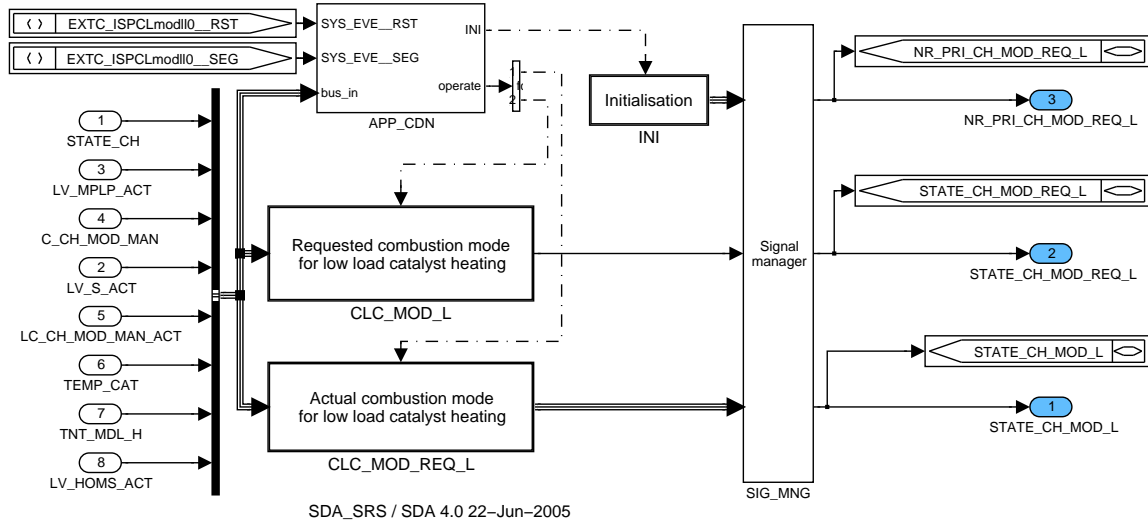 EXTC_ISPCLmodll0__RST
EXTC_ISPCLmodll0__SEG
SYS_EVE__RST
SYS_EVE__SEG
bus_in
INI
operate
APP_CDN
1
2
Initialisation
INI
1
STATE_CH
3
LV_MPLP_ACT
4
C_CH_MOD_MAN
2
LV_S_ACT
5
LC_CH_MOD_MAN_ACT
6
TEMP_CAT
7
TNT_MDL_H
8
LV_HOMS_ACT
Requested combustion mode
for low load catalyst heating
CLC_MOD_L
Actual combustion mode
for low load catalyst heating
CLC_MOD_REQ_L
Signal
manager
SIG_MNG
NR_PRI_CH_MOD_REQ_L
3
NR_PRI_CH_MOD_REQ_L
STATE_CH_MOD_REQ_L
2
STATE_CH_MOD_REQ_L
STATE_CH_MOD_L
1
STATE_CH_MOD_L
SDA_SRS / SDA 4.0 22-Jun-2005